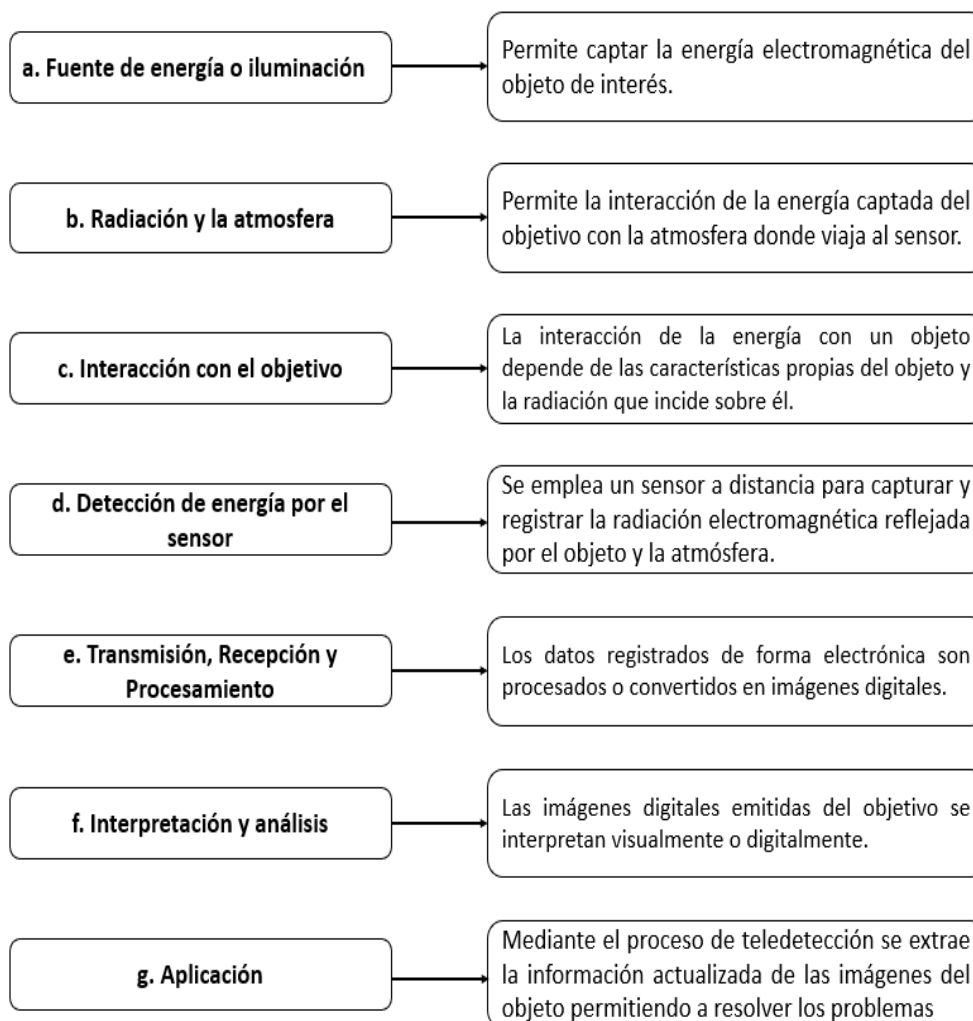 a. Fuente de energía o iluminación
Permite captar la energía electromagnética del
objeto de interés.
b. Radiación y la atmosfera
Permite la interacción de la energía captada del
objetivo con la atmosfera donde viaja al sensor.
c. Interacción con el objetivo
La interacción de la energía con un objeto
depende de las características propias del objeto y
la radiación que incide sobre él.
d. Detección de energía por el
sensor
Se emplea un sensor a distancia para capturar y
registrar la radiación electromagnética reflejada
por el objeto y la atmósfera.
e. Transmisión, Recepción y
Procesamiento
Los datos registrados de forma electrónica son
procesados o convertidos en imágenes digitales.
f. Interpretación y análisis
Las imágenes digitales emitidas del objetivo se
interpretan visualmente o digitalmente.
g. Aplicación
Mediante el proceso de teledetección se extrae
la información actualizada de las imágenes del
objeto permitiendo a resolver los problemas